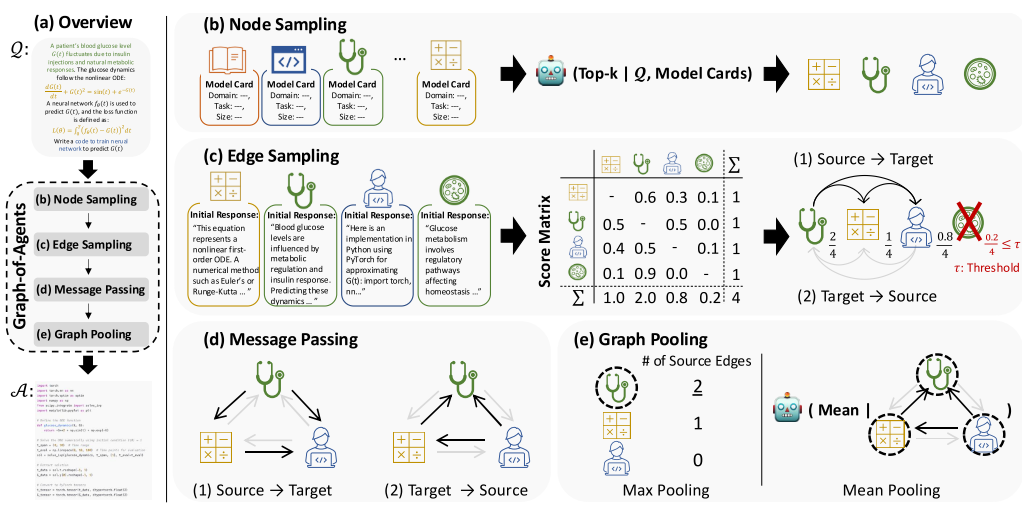 (a) Overview
Q:
A patient's blood glucose level
G(t) fluctuates due to insulin
injections and natural metabolic
responses. The glucose dynamics
follow the nonlinear ODE:
dG(t)/dt + G(t)² = sin(t) + e^-G(t)
A neural network f_θ(t) is used to
predict G(t), and the loss function
is defined as:
Write a code to train nerual
network to predict G(t)
Graph-of-Agents
(b) Node Sampling
(c) Edge Sampling
(d) Message Passing
(e) Graph Pooling
A:
(b) Node Sampling
Model Card
Domain: ---,
Task: ---,
Size: ---
Model Card
Domain: ---,
Task: ---,
Size: ---
Model Card
Domain: ---,
Task: ---,
Size: ---
...
Model Card
Domain: ---,
Task: ---,
Size: ---
(Top-k | Q, Model Cards)
(c) Edge Sampling
Initial Response:
"This equation
represents a
nonlinear first-
order ODE. A
numerical method
such as Euler's or
Runge-Kutta ... "
Initial Response:
"Blood glucose
levels are
influenced by
metabolic
regulation and
insulin response.
Predicting these
dynamics ... "
Initial Response:
"Here is an
implementation in
Python using
PyTorch for
approximating
G(t): import torch,
nn..."
Initial Response:
"Glucose
metabolism
involves
regulatory
pathways
affecting
homeostasis ... "
Score Matrix
Σ
- 0.6 0.3 0.1 1
0.5 - 0.5 0.0 1
0.4 0.5 - 0.1 1
0.1 0.9 0.0 - 1
Σ 1.0 2.0 0.8 0.2 4
(1) Source → Target
2/4
1/4
0.8/4
0.2/4 ≤ τ
τ: Threshold
(2) Target → Source
(d) Message Passing
(1) Source → Target
(2) Target → Source
(e) Graph Pooling
# of Source Edges
2
1
0
Max Pooling
( Mean | )
Mean Pooling